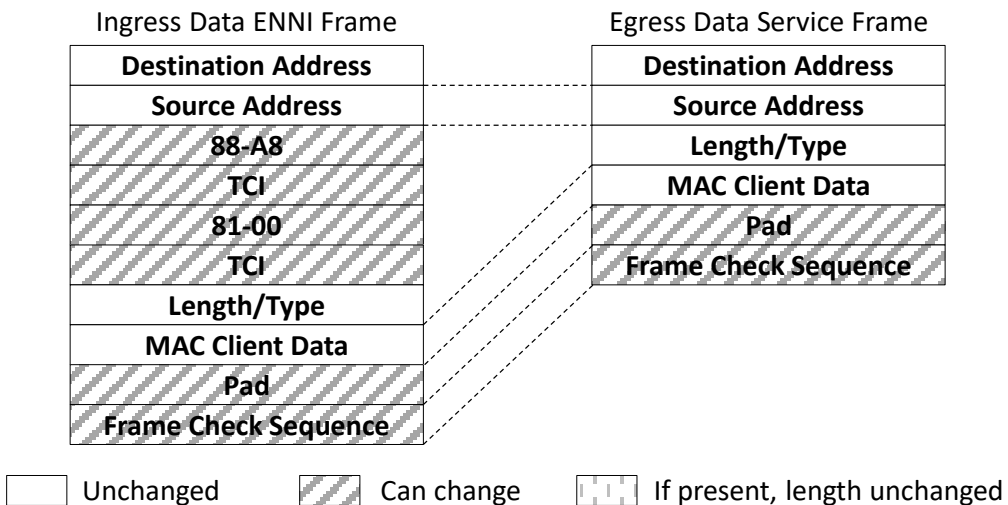 Ingress Data ENNI Frame
Destination Address
Source Address
88-A8
TCI
81-00
TCI
Length/Type
MAC Client Data
Pad
Frame Check Sequence
Egress Data Service Frame
Destination Address
Source Address
Length/Type
MAC Client Data
Pad
Frame Check Sequence
Unchanged
Can change
If present, length unchanged